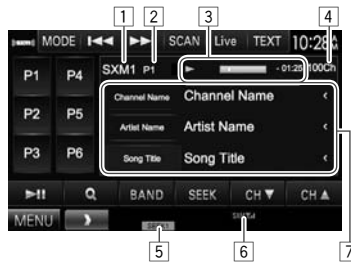 1 2 3 4
MODE SCAN Live TEXT 10:28
P1 P4 SXM1 P1 - 01:25 100Ch
Channel Name Channel Name
P2 P5 Artist Name Artist Name
P3 P6 Song Title Song Title
BAND SEEK CH▼ CH▲
MENU
5 6 7